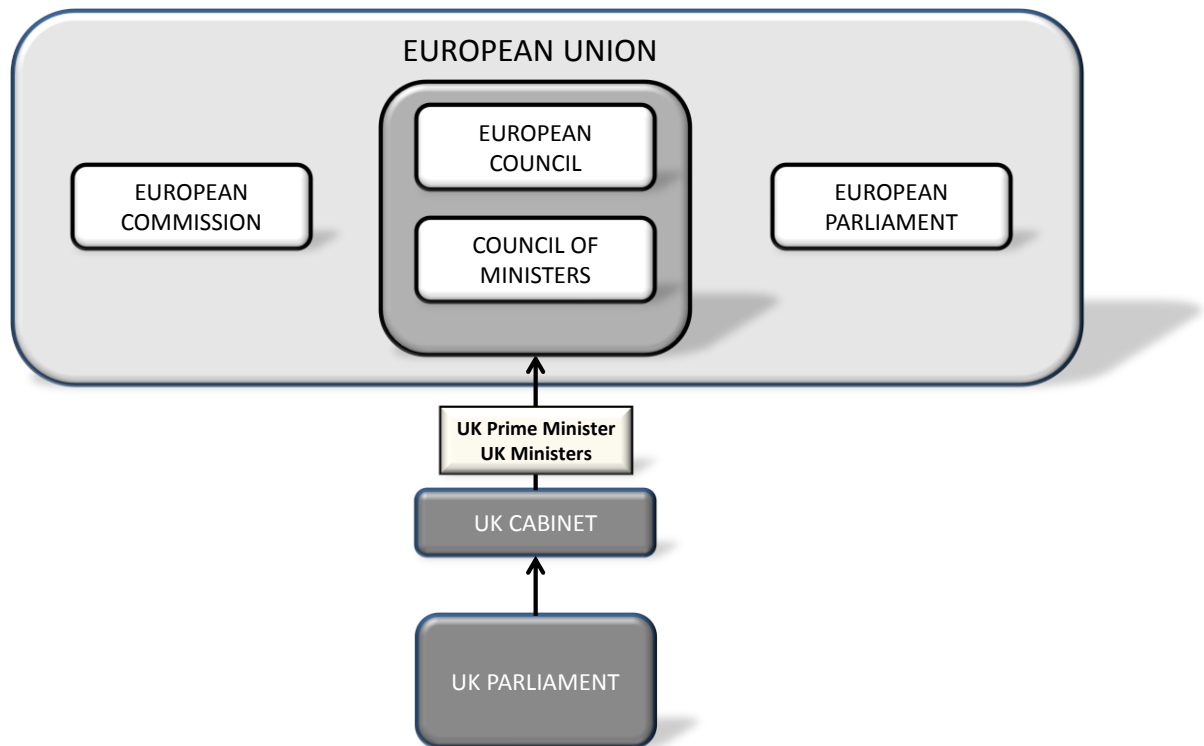 EUROPEAN UNION
EUROPEAN
COUNCIL
EUROPEAN
COMMISSION
EUROPEAN
PARLIAMENT
COUNCIL OF
MINISTERS
UK Prime Minister
UK Ministers
UK CABINET
UK PARLIAMENT